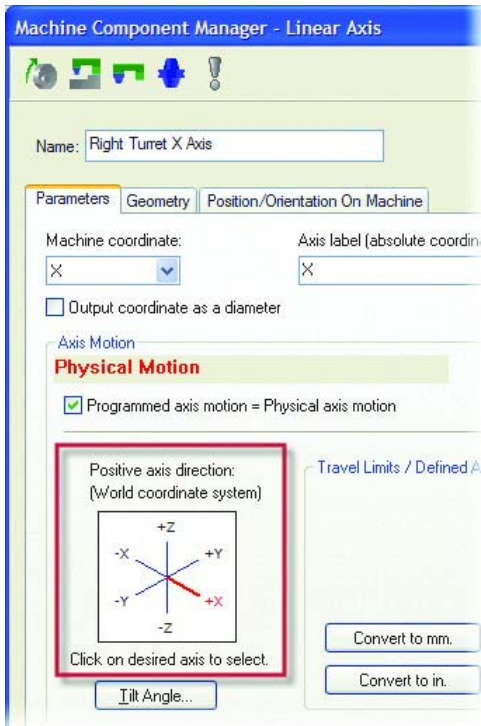 Machine Component Manager - Linear Axis
Name: Right Turret X Axis
Parameters Geometry Position/Orientation On Machine
Machine coordinate: Axis label (absolute
X X
Output coordinate as a diameter
Axis Motion
Physical Motion
Programmed axis motion = Physical axis motion
Positive axis direction: Travel Limits / Defined
(World coordinate system)
+Z
-X +Y
-Y +X
-Z
Click on desired axis to select. Convert to mm.
Tilt Angle... Convert to in.